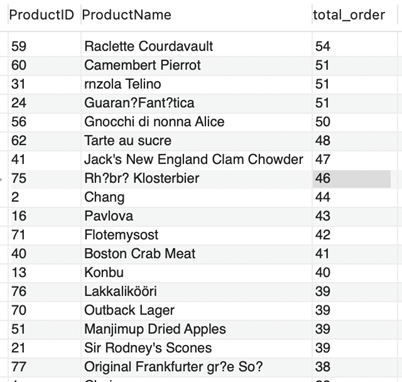 ProductID ProductName total_order
59 Raclette Courdavault 54
60 Camembert Pierrot 51
31 rnzola Telino 51
24 Guaran?Fant?tica 51
56 Gnocchi di nonna Alice 50
62 Tarte au sucre 48
41 Jack's New England Clam Chowder 47
75 Rh?br? Klosterbier 46
2 Chang 44
16 Pavlova 43
71 Flotemysost 42
40 Boston Crab Meat 41
13 Konbu 40
76 Lakkalikööri 39
70 Outback Lager 39
51 Manjimup Dried Apples 39
21 Sir Rodney's Scones 39
77 Original Frankfurter gr?e So? 38